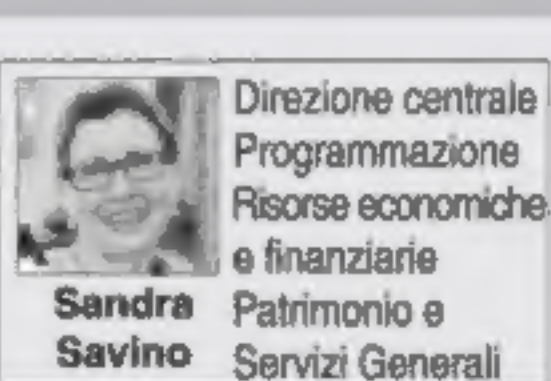 Direzione centrale
Programmazione
Risorse economiche
e finanziarie
Patrimonio e
Servizi Generali
Sandra
Savino